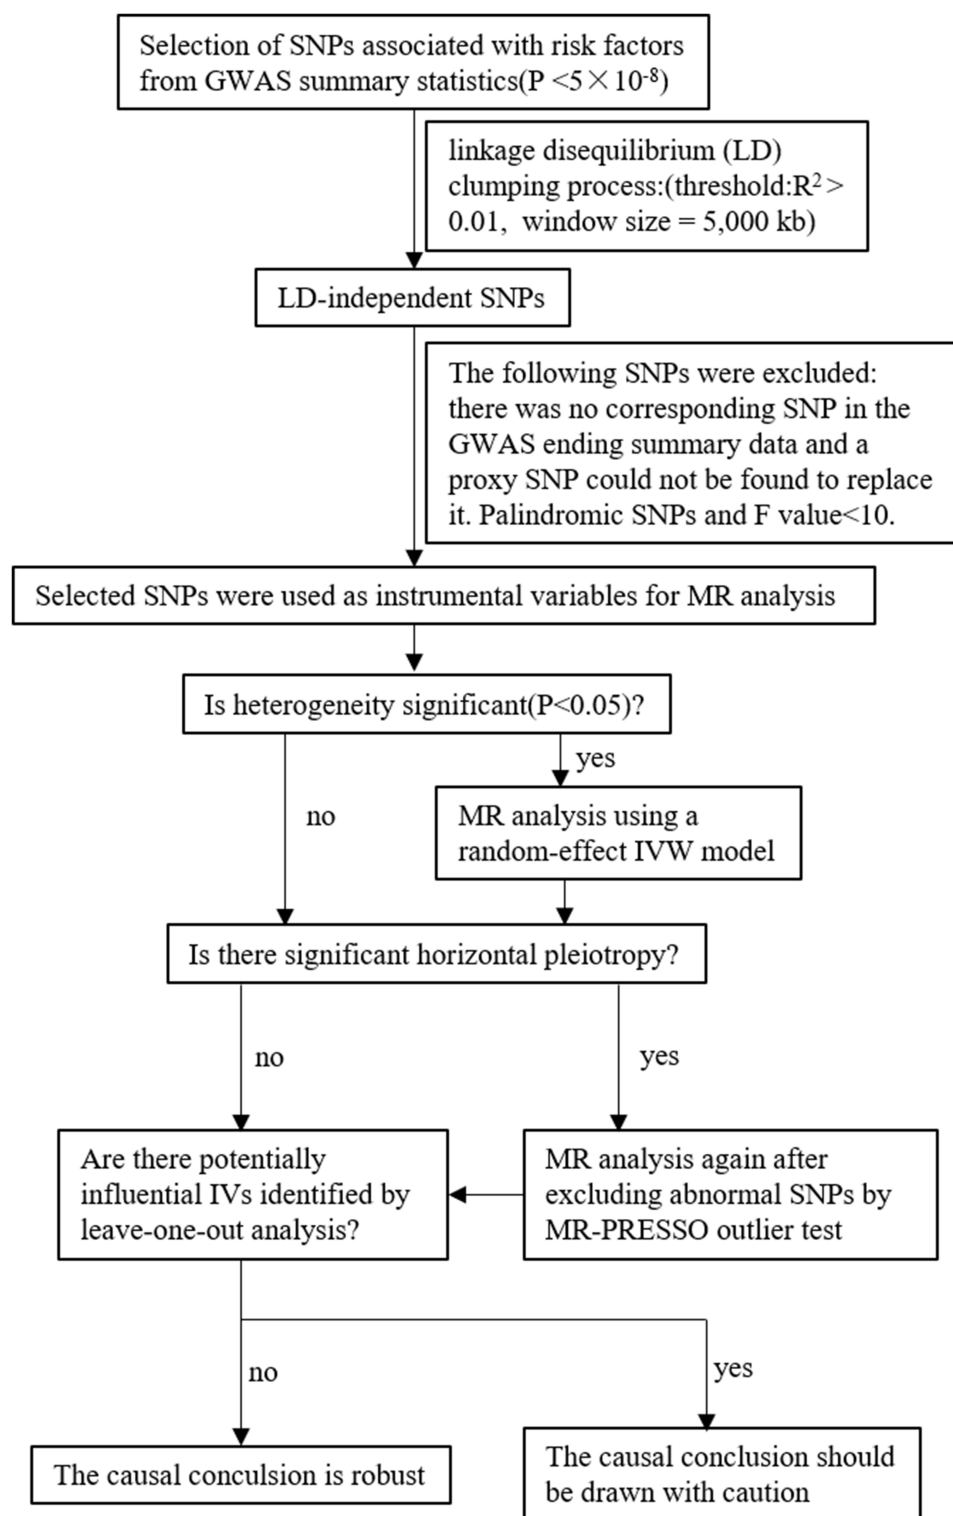 Selection of SNPs associated with risk factors
from GWAS summary statistics(P <5×10⁻⁸)
linkage disequilibrium (LD)
clumping process:(threshold:R² >
0.01, window size = 5,000 kb)
LD-independent SNPs
The following SNPs were excluded:
there was no corresponding SNP in the
GWAS ending summary data and a
proxy SNP could not be found to replace
it. Palindromic SNPs and F value<10.
Selected SNPs were used as instrumental variables for MR analysis
Is heterogeneity significant(P<0.05)?
yes
no
MR analysis using a
random-effect IVW model
Is there significant horizontal pleiotropy?
no
yes
Are there potentially
influential IVs identified by
leave-one-out analysis?
MR analysis again after
excluding abnormal SNPs by
MR-PRESSO outlier test
no
yes
The causal conculsion is robust
The causal conclusion should
be drawn with caution